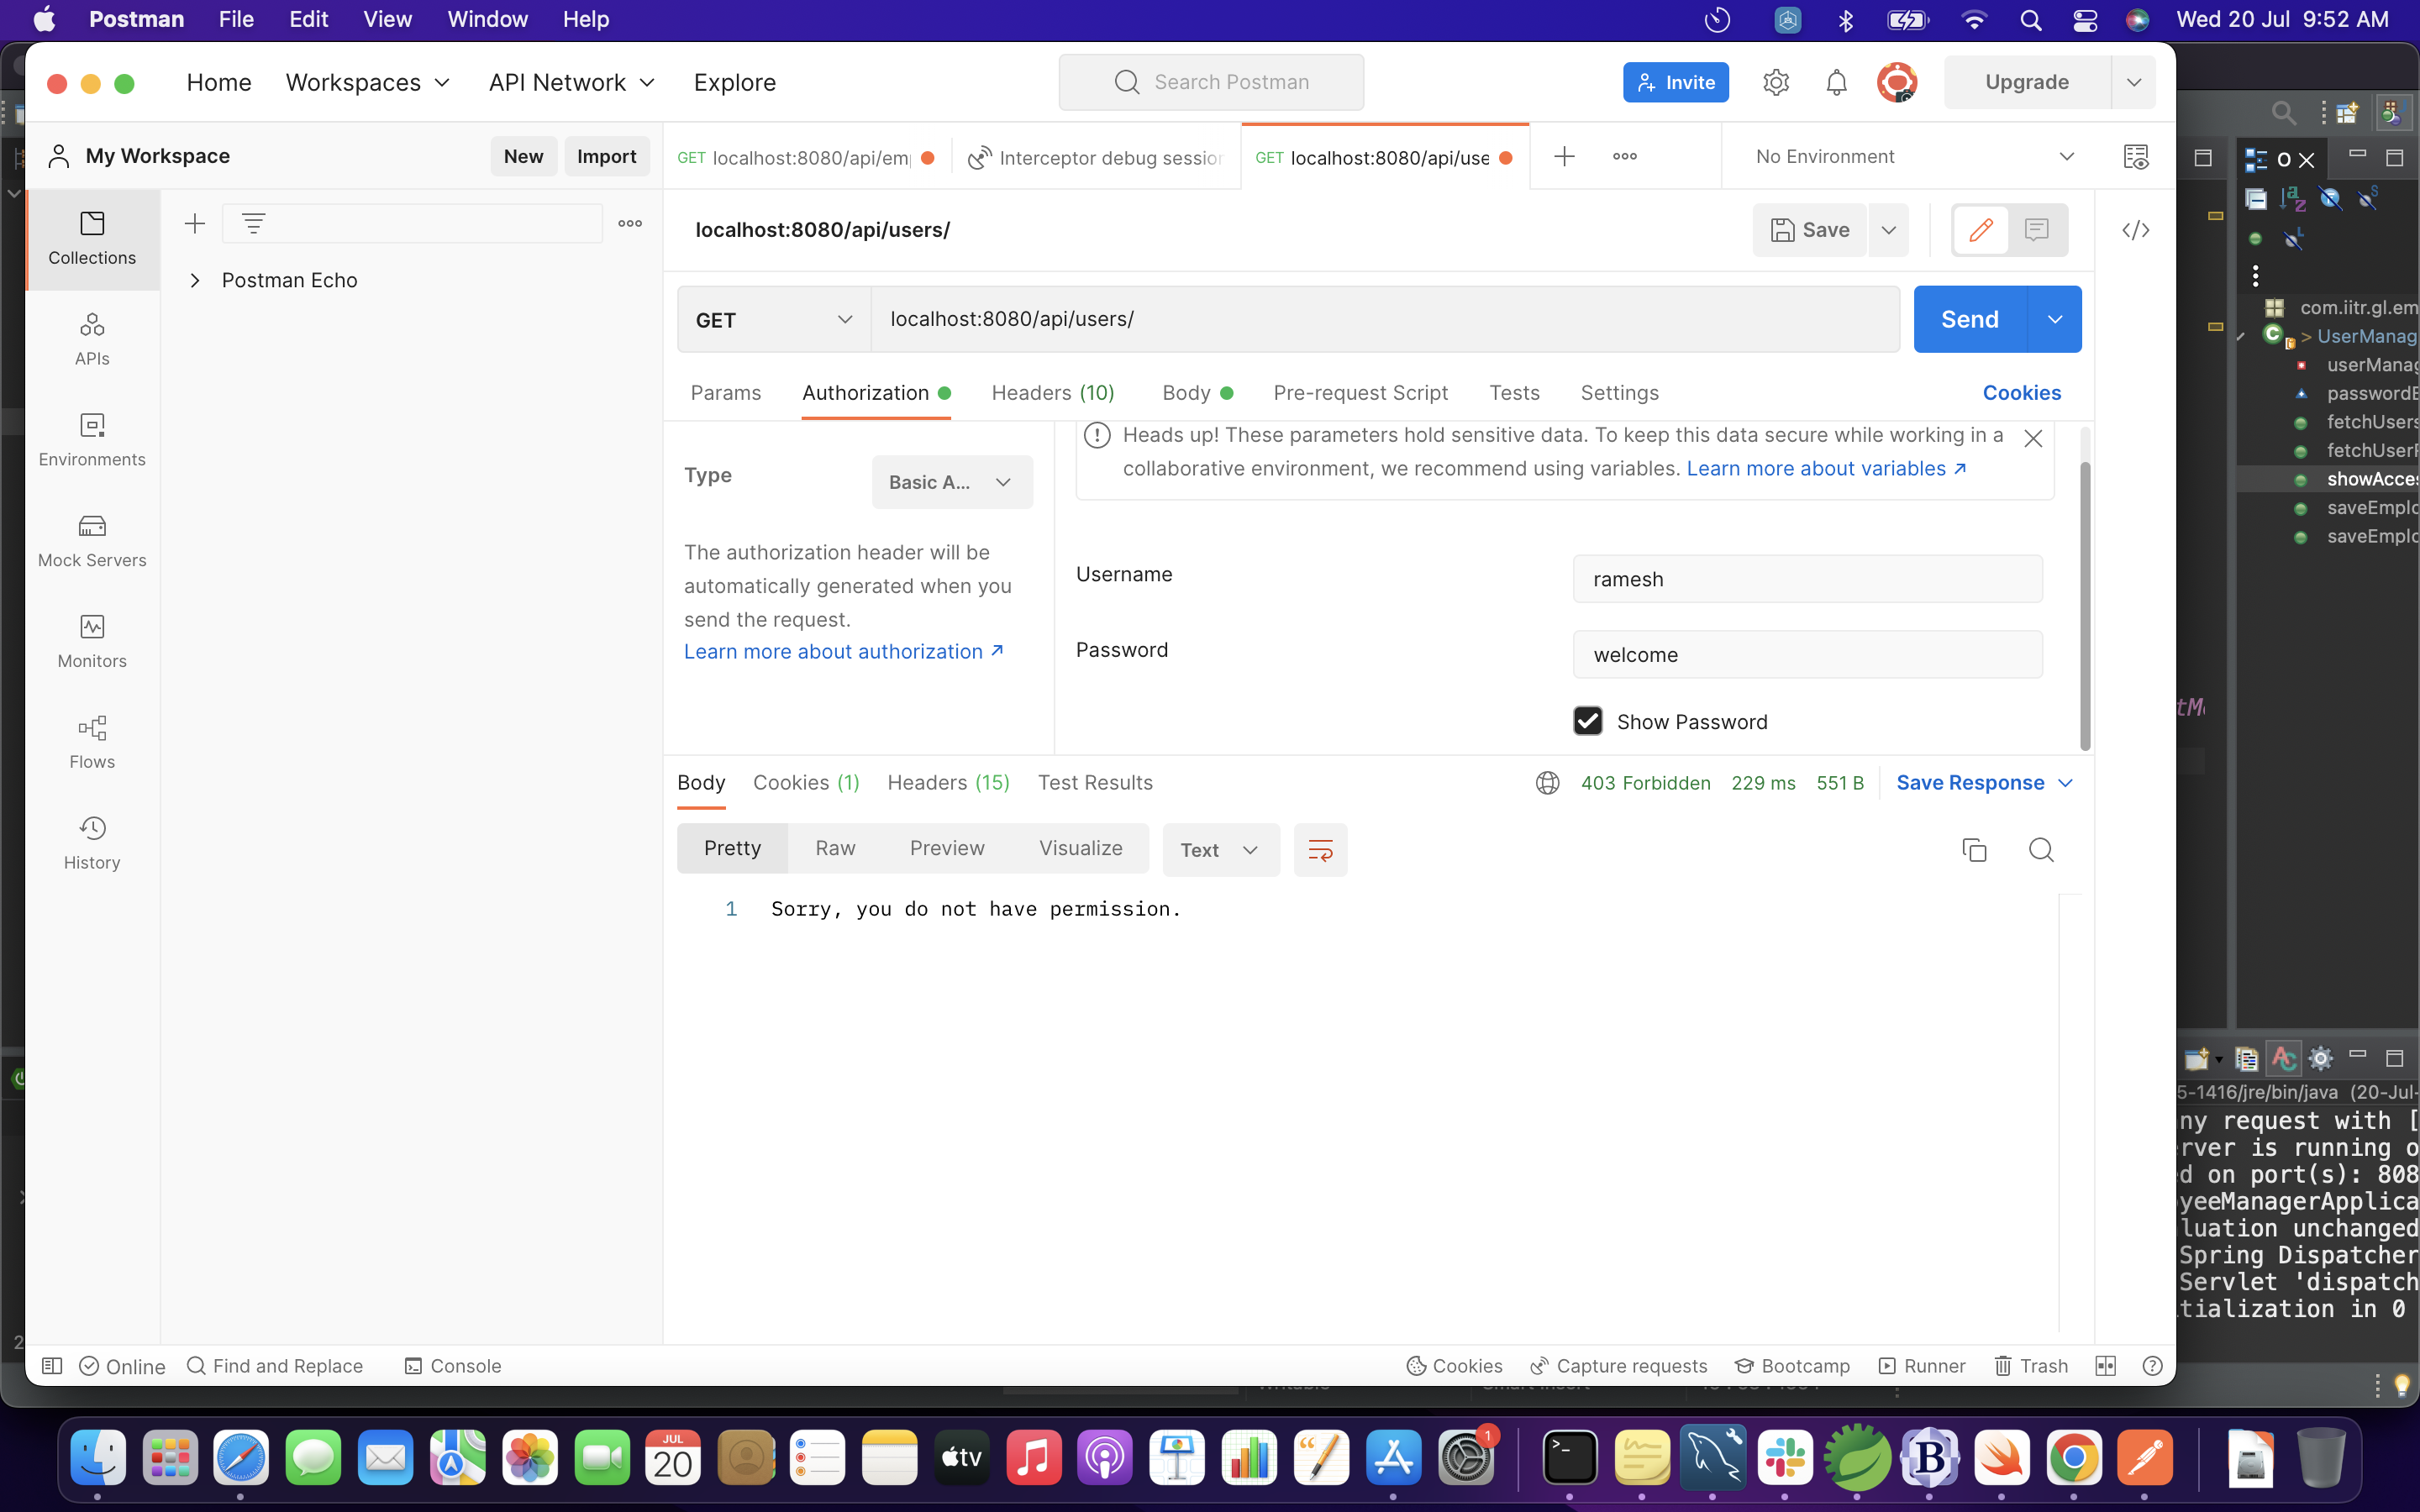 Postman File Edit View Window Help Wed 20 Jul 9:52 AM
Home Workspaces API Network Explore Search Postman Invite Upgrade
My Workspace New Import GET localhost:8080/api/emp Interceptor debug session GET localhost:8080/api/use No Environment
Collections
APIs
Environments
Mock Servers
Monitors
Flows
History
Postman Echo
localhost:8080/api/users/ Save
GET localhost:8080/api/users/ Send
Params Authorization Headers (10) Body Pre-request Script Tests Settings Cookies
Type Basic A...
The authorization header will be
automatically generated when you
send the request.
Learn more about authorization ↗
Heads up! These parameters hold sensitive data. To keep this data secure while working in a
collaborative environment, we recommend using variables. Learn more about variables ↗
Username ramesh
Password welcome
Show Password
Body Cookies (1) Headers (15) Test Results 403 Forbidden 229 ms 551 B Save Response
Pretty Raw Preview Visualize Text
1 Sorry, you do not have permission.
Online Find and Replace Console Cookies Capture requests Bootcamp Runner Trash
com.iitr.gl.em
> UserManag
userManag
passwordE
fetchUsers
fetchUserF
showAcces
saveEmplo
saveEmplo
5-1416/jre/bin/java (20-Jul-
ny request with [
rver is running o
d on port(s): 808
yeeManagerApplica
luation unchanged
Spring Dispatcher
Servlet 'dispatch
tialization in 0
JUL
20
tv
1